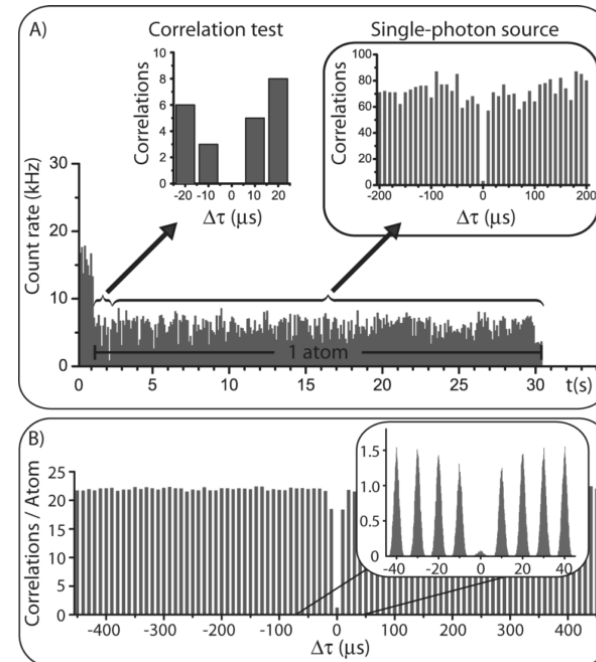 A)
Correlation test
Single-photon source
Correlations
10
8
6
4
2
0
-20 -10 0 10 20
Δτ (μs)
Correlations
100
80
60
40
20
0
-200 -100 0 100 200
Δτ (μs)
Count rate (kHz)
30
20
10
0
1 atom
0 5 10 15 20 25 30 t(s)
B)
Correlations / Atom
25
20
15
10
5
0
-400 -300 -200 -100 0 100 200 300 400
Δτ (μs)
1.5
1.0
0.5
0
-40 -20 0 20 40